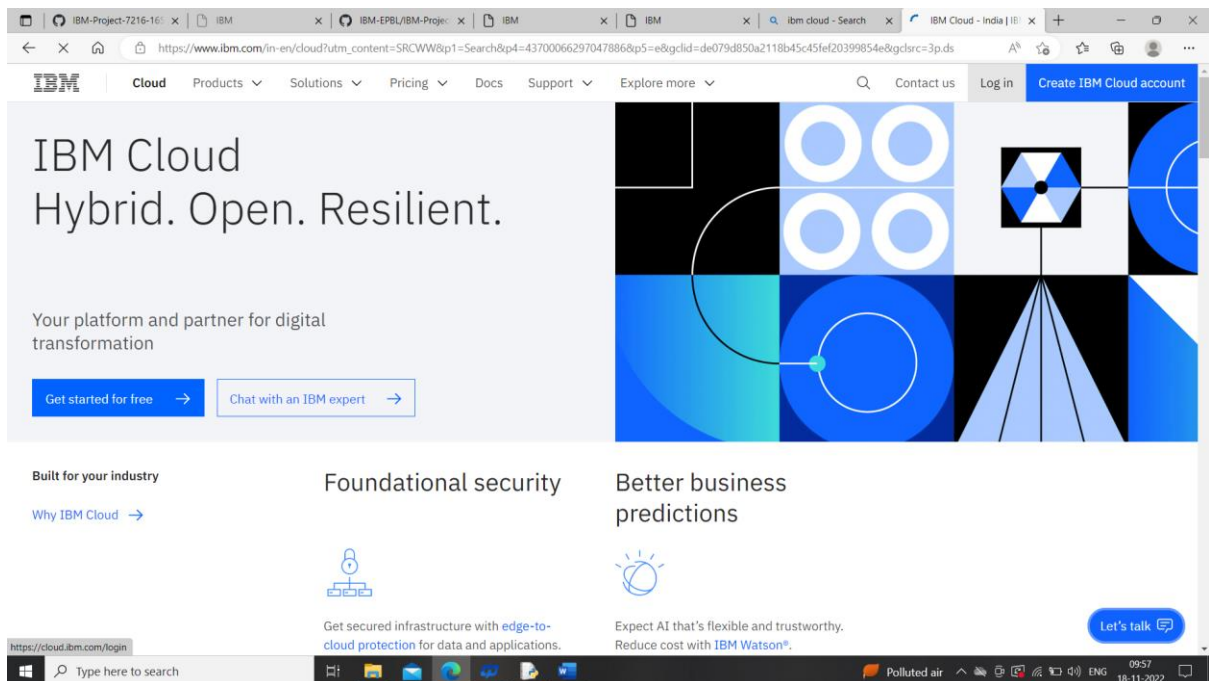 IBM-Project-7216-165
IBM
IBM-EPBL/IBM-Projec
IBM
IBM
ibm cloud - Search
IBM Cloud - India | IB
https://www.ibm.com/in-en/cloud?utm_content=SRCWW&p1=Search&p4=43700066297047886&p5=e&gclid=de079d850a2118b45c45fef20399854e&gclsrc=3p.ds
IBM Cloud Products Solutions Pricing Docs Support Explore more Contact us Log in Create IBM Cloud account
IBM Cloud
Hybrid. Open. Resilient.
Your platform and partner for digital
transformation
Get started for free → Chat with an IBM expert →
Built for your industry
Why IBM Cloud →
Foundational security
Get secured infrastructure with edge-to-
cloud protection for data and applications.
Better business
predictions
Expect AI that's flexible and trustworthy.
Reduce cost with IBM Watson®.
Let's talk
https://cloud.ibm.com/login
Type here to search
Polluted air
ENG
09:57
18-11-2022